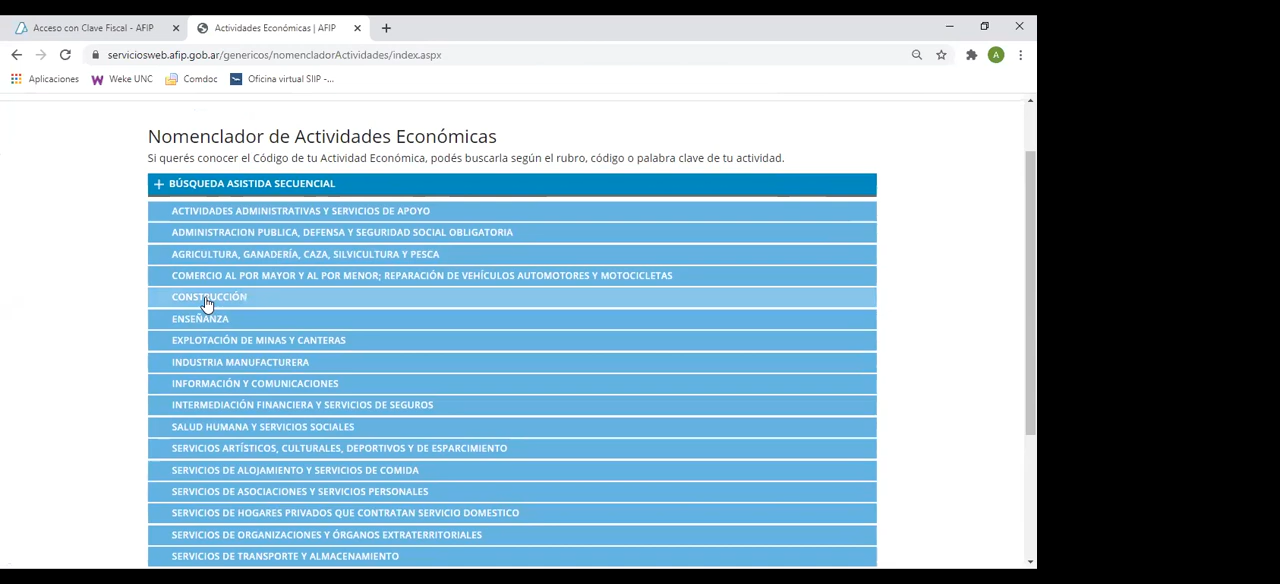 Acceso con Clave Fiscal - AFIP
Actividades Económicas | AFIP
serviciosweb.afip.gob.ar/genericos/nomencladorActividades/index.aspx
A
Aplicaciones
Weke UNC
Comdoc
Oficina virtual SIIP -...
Nomenclador de Actividades Económicas
Si querés conocer el Código de tu Actividad Económica, podés buscarla según el rubro, código o palabra clave de tu actividad.
+ BÚSQUEDA ASISTIDA SECUENCIAL
ACTIVIDADES ADMINISTRATIVAS Y SERVICIOS DE APOYO
ADMINISTRACION PUBLICA, DEFENSA Y SEGURIDAD SOCIAL OBLIGATORIA
AGRICULTURA, GANADERÍA, CAZA, SILVICULTURA Y PESCA
COMERCIO AL POR MAYOR Y AL POR MENOR; REPARACIÓN DE VEHÍCULOS AUTOMOTORES Y MOTOCICLETAS
CONSTRUCCIÓN
ENSEÑANZA
EXPLOTACIÓN DE MINAS Y CANTERAS
INDUSTRIA MANUFACTURERA
INFORMACIÓN Y COMUNICACIONES
INTERMEDIACIÓN FINANCIERA Y SERVICIOS DE SEGUROS
SALUD HUMANA Y SERVICIOS SOCIALES
SERVICIOS ARTÍSTICOS, CULTURALES, DEPORTIVOS Y DE ESPARCIMIENTO
SERVICIOS DE ALOJAMIENTO Y SERVICIOS DE COMIDA
SERVICIOS DE ASOCIACIONES Y SERVICIOS PERSONALES
SERVICIOS DE HOGARES PRIVADOS QUE CONTRATAN SERVICIO DOMESTICO
SERVICIOS DE ORGANIZACIONES Y ÓRGANOS EXTRATERRITORIALES
SERVICIOS DE TRANSPORTE Y ALMACENAMIENTO